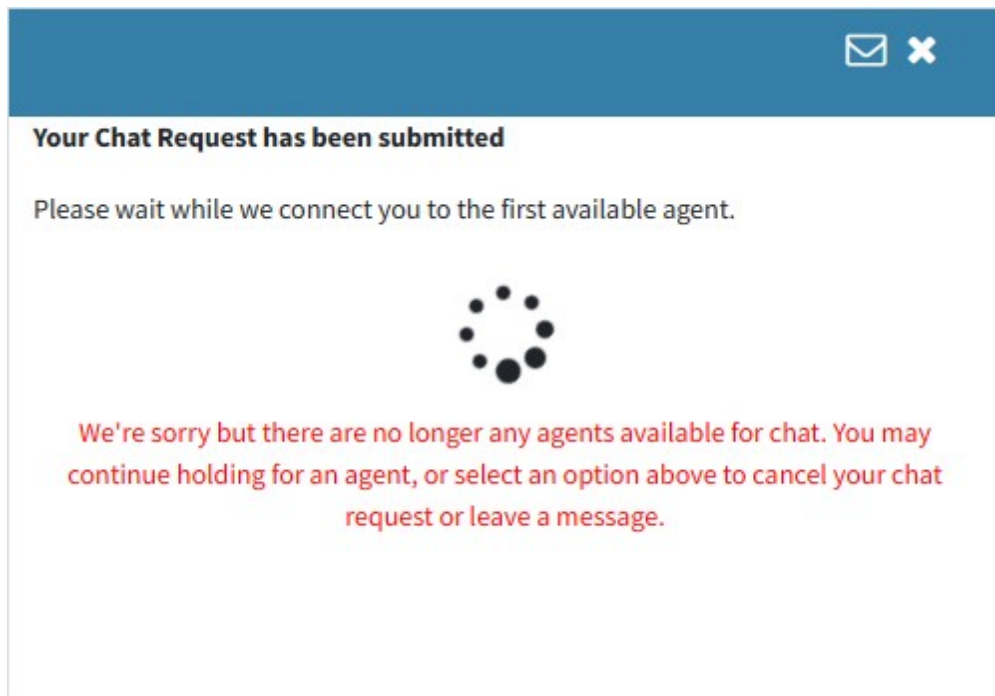 Your Chat Request has been submitted
Please wait while we connect you to the first available agent.
We're sorry but there are no longer any agents available for chat. You may
continue holding for an agent, or select an option above to cancel your chat
request or leave a message.